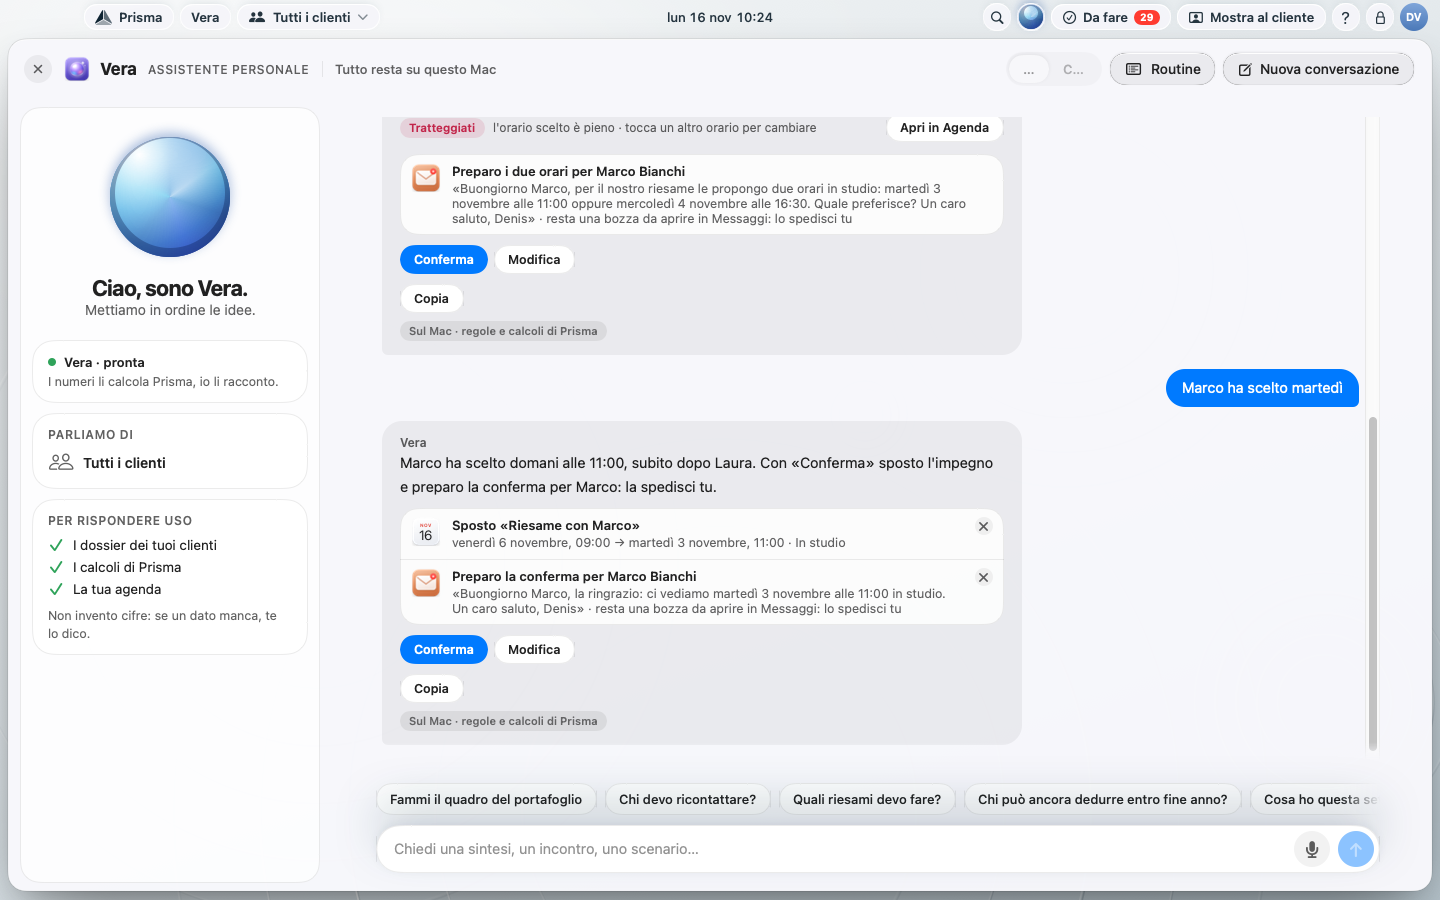 Prisma
Vera
Tutti i clienti
lun 16 nov 10:24
Da fare 29
Mostra al cliente
?
DV
Vera ASSISTENTE PERSONALE
Tutto resta su questo Mac
...
C...
Routine
Nuova conversazione
Ciao, sono Vera.
Mettiamo in ordine le idee.
Vera · pronta
I numeri li calcola Prisma, io li racconto.
PARLIAMO DI
Tutti i clienti
PER RISPONDERE USO
I dossier dei tuoi clienti
I calcoli di Prisma
La tua agenda
Non invento cifre: se un dato manca, te
lo dico.
Tratteggiati l'orario scelto è pieno · tocca un altro orario per cambiare
Apri in Agenda
Preparo i due orari per Marco Bianchi
«Buongiorno Marco, per il nostro riesame le propongo due orari in studio: martedì 3
novembre alle 11:00 oppure mercoledì 4 novembre alle 16:30. Quale preferisce? Un caro
saluto, Denis» · resta una bozza da aprire in Messaggi: lo spedisci tu
Conferma
Modifica
Copia
Sul Mac · regole e calcoli di Prisma
Marco ha scelto martedì
Vera
Marco ha scelto domani alle 11:00, subito dopo Laura. Con «Conferma» sposto l'impegno
e preparo la conferma per Marco: la spedisci tu.
NOV
16
Sposto «Riesame con Marco»
venerdì 6 novembre, 09:00 → martedì 3 novembre, 11:00 · In studio
Preparo la conferma per Marco Bianchi
«Buongiorno Marco, la ringrazio: ci vediamo martedì 3 novembre alle 11:00 in studio.
Un caro saluto, Denis» · resta una bozza da aprire in Messaggi: lo spedisci tu
Conferma
Modifica
Copia
Sul Mac · regole e calcoli di Prisma
Fammi il quadro del portafoglio
Chi devo ricontattare?
Quali riesami devo fare?
Chi può ancora dedurre entro fine anno?
Cosa ho questa se
Chiedi una sintesi, un incontro, uno scenario...